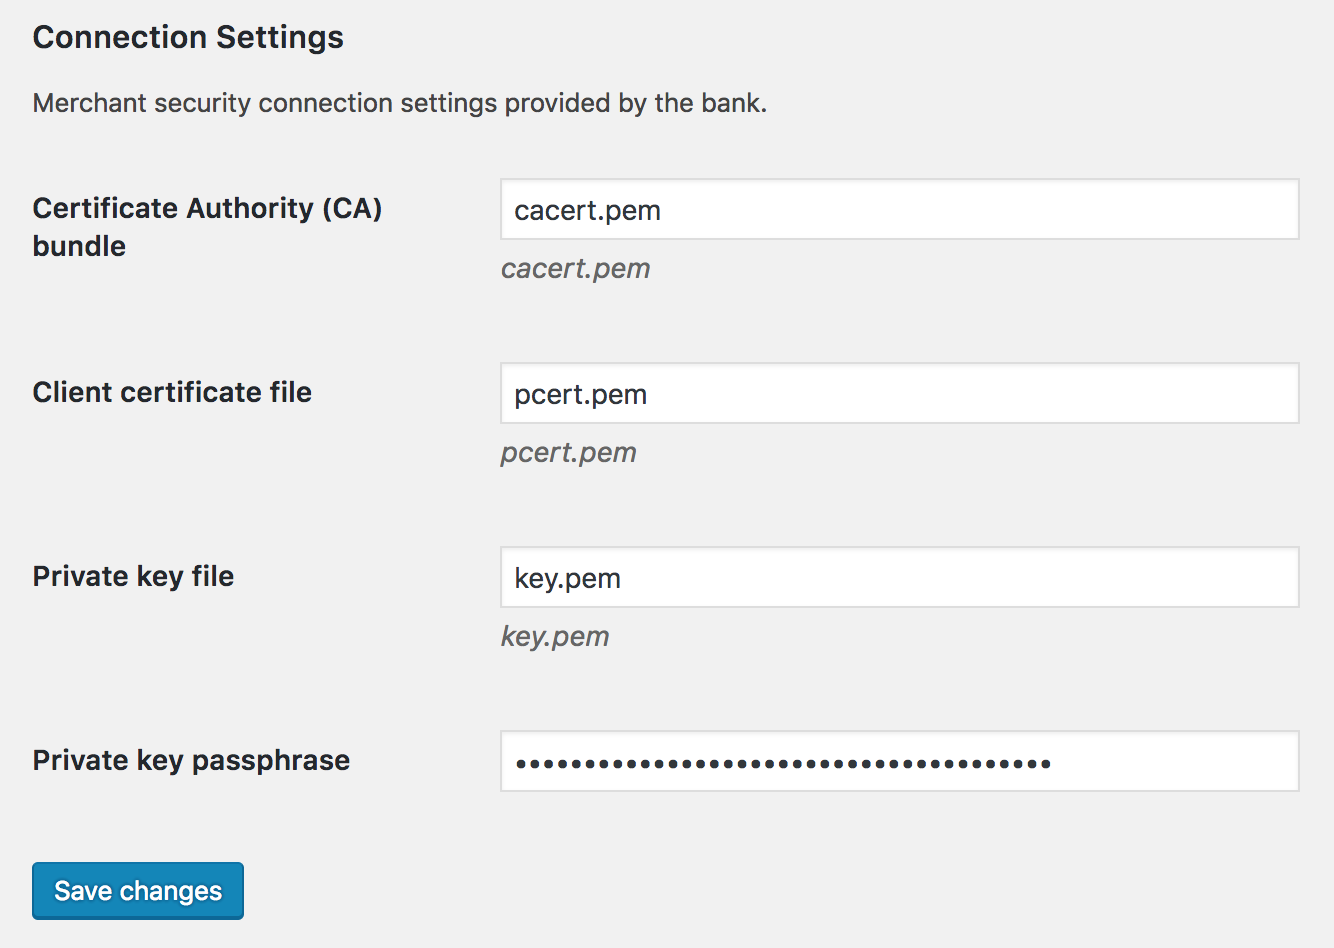 Connection Settings
Merchant security connection settings provided by the bank.
Certificate Authority (CA)
bundle
cacert.pem
cacert.pem
Client certificate file
pcert.pem
pcert.pem
Private key file
key.pem
key.pem
Private key passphrase
•••••••••••••••••••••••••••••••••••••••
Save changes